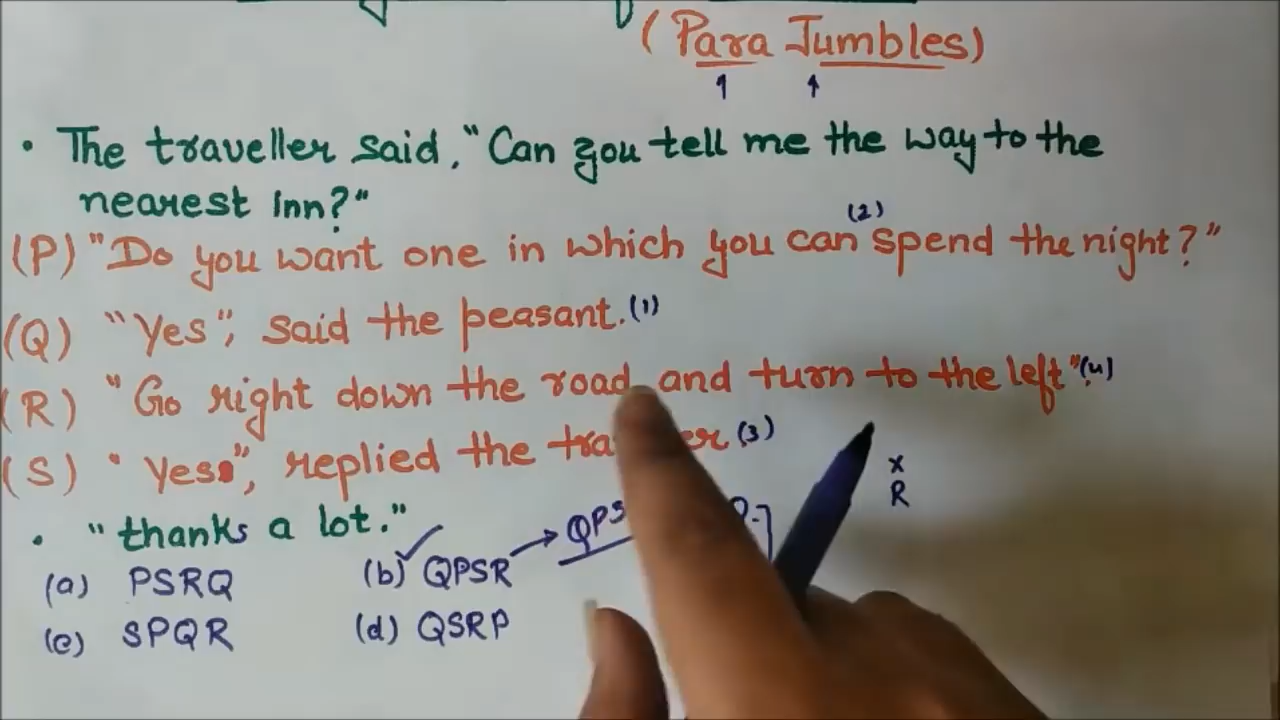 (Para Jumbles)
• The traveller said, "Can you tell me the way to the
nearest Inn?"
(P) "Do you want one in which you can spend the night?" (2)
(Q) "Yes", said the peasant. (1)
(R) "Go right down the road and turn to the left". (4)
(S) "Yes", replied the (3)
x
R
• "thanks a lot."
(a) PSRQ (b) QPSR → QPS
(c) SPQR (d) QSRP